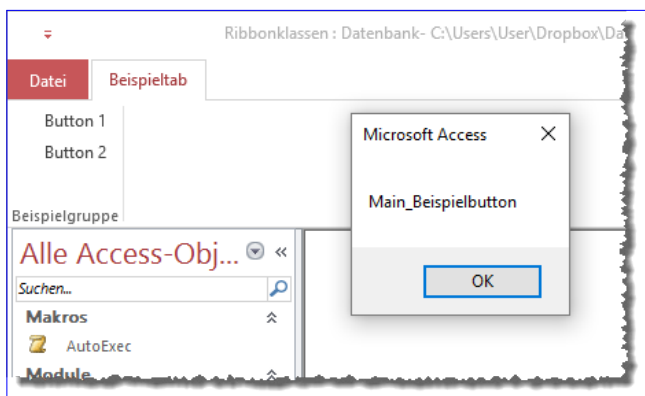 Ribbonklassen : Datenbank- C:\Users\User\Dropbox\Da
Datei Beispieltab
Button 1
Button 2
Beispielgruppe
Microsoft Access
Main_Beispielbutton
OK
Alle Access-Obj...
Suchen...
Makros
AutoExec
Module